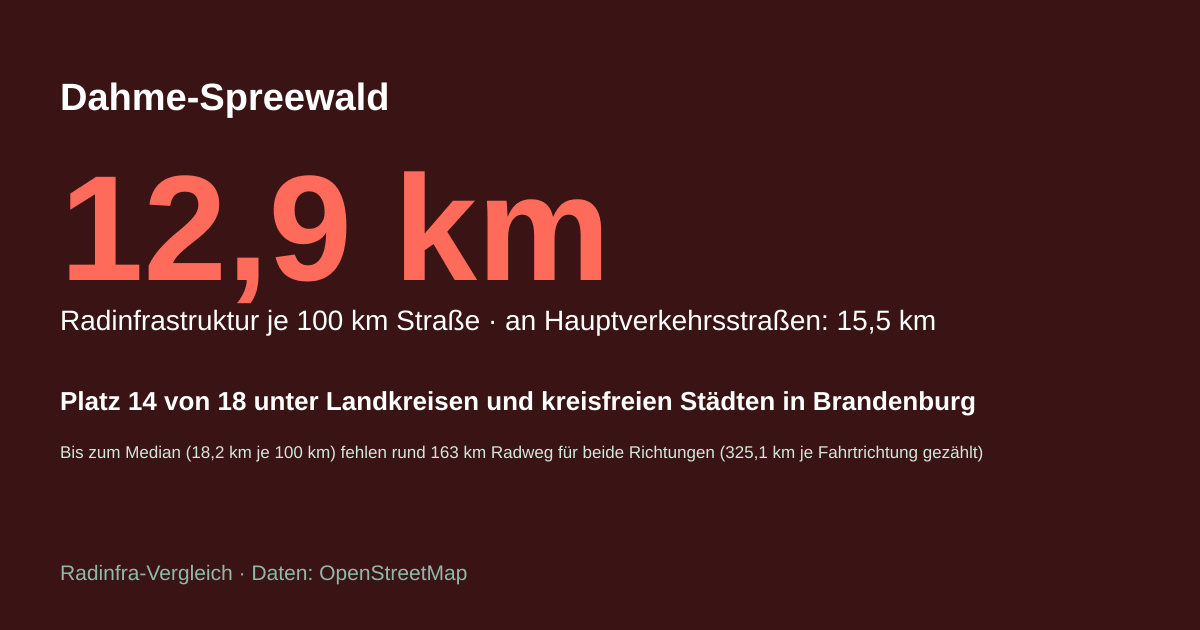 Dahme-Spreewald
12,9 km
Radinfrastruktur je 100 km Straße · an Hauptverkehrsstraßen: 15,5 km
Platz 14 von 18 unter Landkreisen und kreisfreien Städten in Brandenburg
Bis zum Median (18,2 km je 100 km) fehlen rund 163 km Radweg für beide Richtungen (325,1 km je Fahrtrichtung gezählt)
Radinfra-Vergleich · Daten: OpenStreetMap